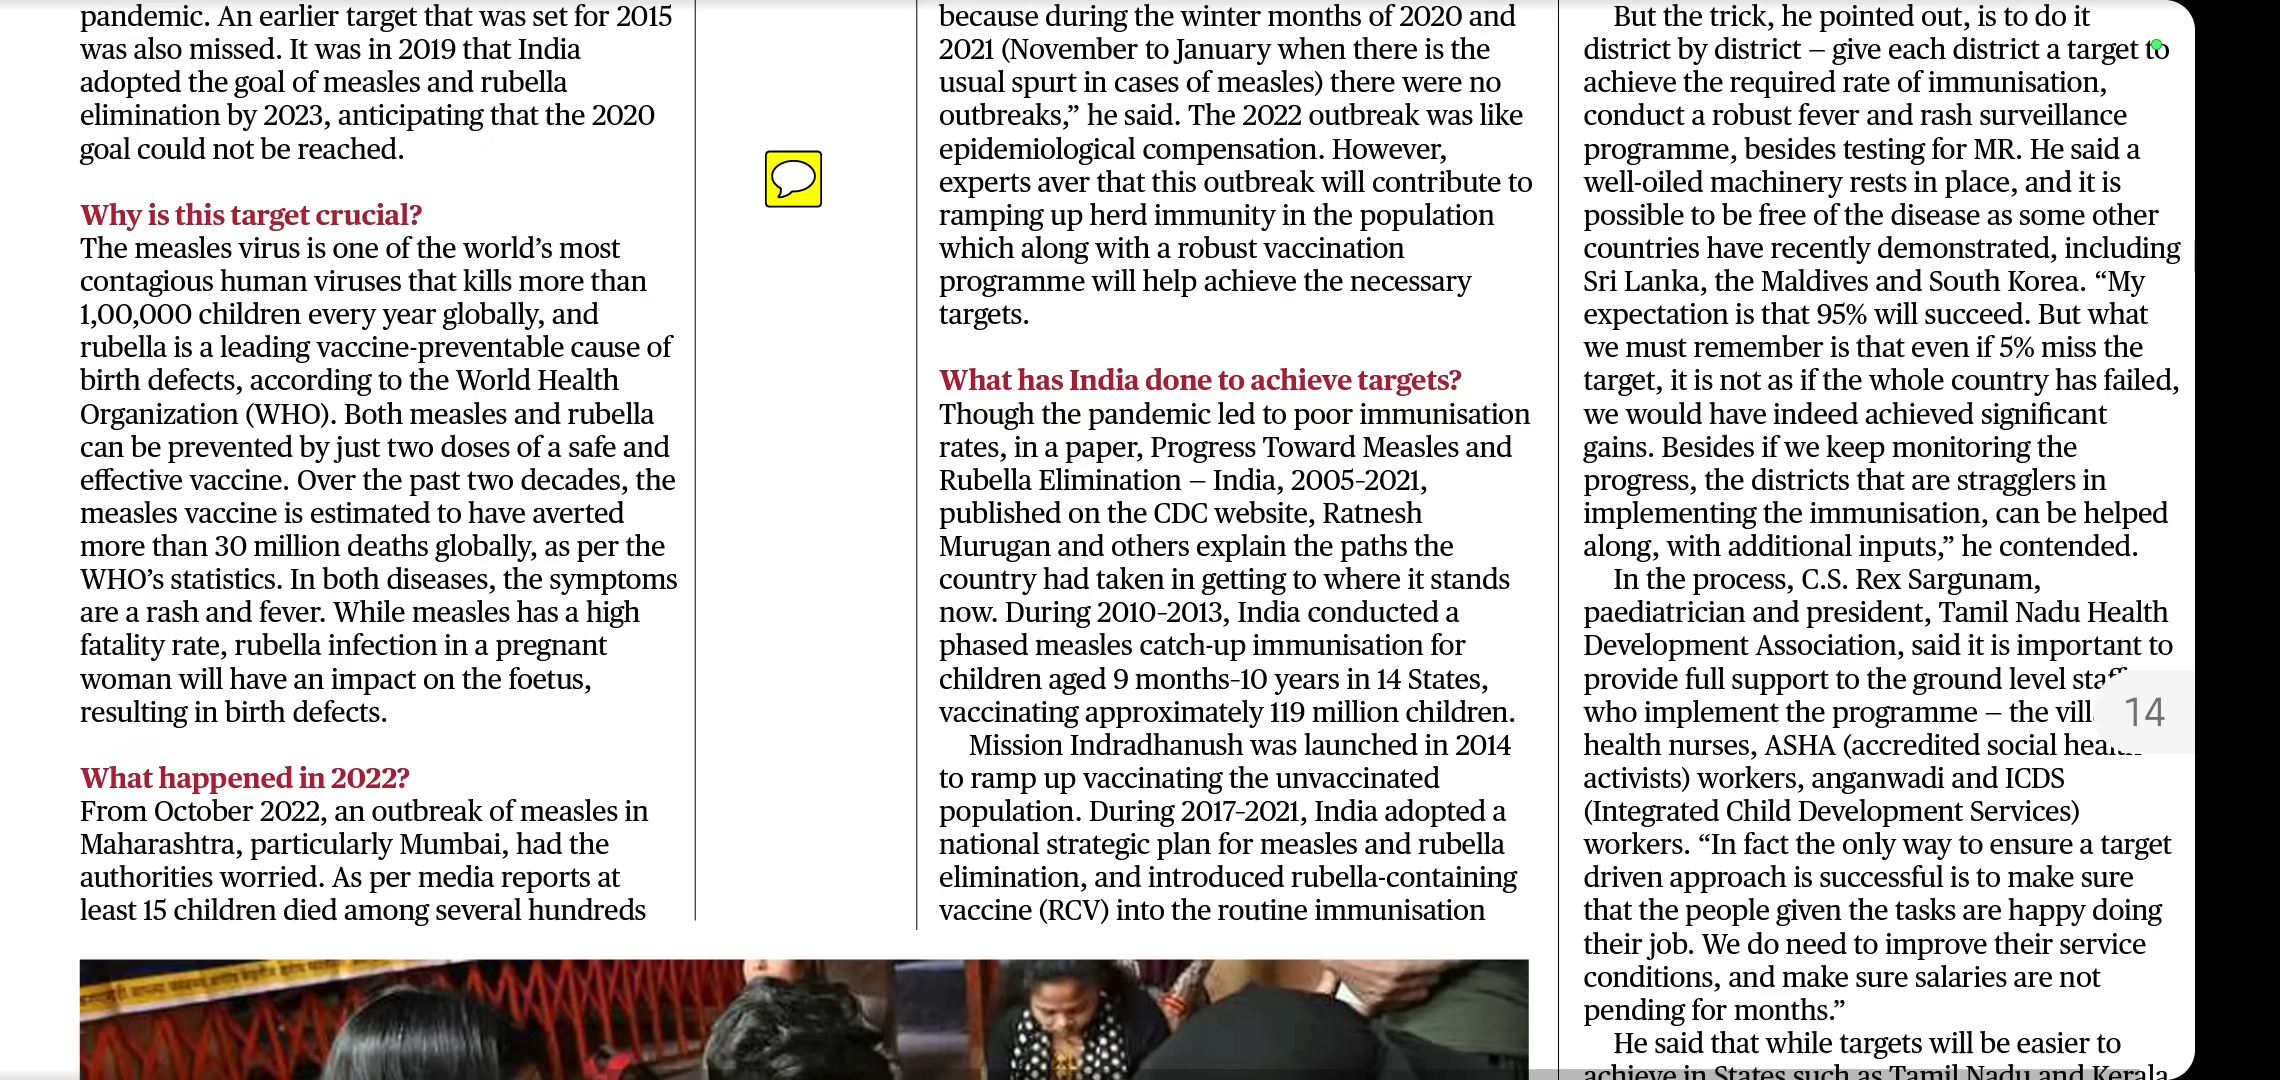 pandemic. An earlier target that was set for 2015
was also missed. It was in 2019 that India
adopted the goal of measles and rubella
elimination by 2023, anticipating that the 2020
goal could not be reached.
Why is this target crucial?
The measles virus is one of the world’s most
contagious human viruses that kills more than
1,00,000 children every year globally, and
rubella is a leading vaccine-preventable cause of
birth defects, according to the World Health
Organization (WHO). Both measles and rubella
can be prevented by just two doses of a safe and
effective vaccine. Over the past two decades, the
measles vaccine is estimated to have averted
more than 30 million deaths globally, as per the
WHO’s statistics. In both diseases, the symptoms
are a rash and fever. While measles has a high
fatality rate, rubella infection in a pregnant
woman will have an impact on the foetus,
resulting in birth defects.
What happened in 2022?
From October 2022, an outbreak of measles in
Maharashtra, particularly Mumbai, had the
authorities worried. As per media reports at
least 15 children died among several hundreds
because during the winter months of 2020 and
2021 (November to January when there is the
usual spurt in cases of measles) there were no
outbreaks,” he said. The 2022 outbreak was like
epidemiological compensation. However,
experts aver that this outbreak will contribute to
ramping up herd immunity in the population
which along with a robust vaccination
programme will help achieve the necessary
targets.
What has India done to achieve targets?
Though the pandemic led to poor immunisation
rates, in a paper, Progress Toward Measles and
Rubella Elimination — India, 2005-2021,
published on the CDC website, Ratnesh
Murugan and others explain the paths the
country had taken in getting to where it stands
now. During 2010-2013, India conducted a
phased measles catch-up immunisation for
children aged 9 months-10 years in 14 States,
vaccinating approximately 119 million children.
Mission Indradhanush was launched in 2014
to ramp up vaccinating the unvaccinated
population. During 2017-2021, India adopted a
national strategic plan for measles and rubella
elimination, and introduced rubella-containing
vaccine (RCV) into the routine immunisation
But the trick, he pointed out, is to do it
district by district — give each district a target to
achieve the required rate of immunisation,
conduct a robust fever and rash surveillance
programme, besides testing for MR. He said a
well-oiled machinery rests in place, and it is
possible to be free of the disease as some other
countries have recently demonstrated, including
Sri Lanka, the Maldives and South Korea. “My
expectation is that 95% will succeed. But what
we must remember is that even if 5% miss the
target, it is not as if the whole country has failed,
we would have indeed achieved significant
gains. Besides if we keep monitoring the
progress, the districts that are stragglers in
implementing the immunisation, can be helped
along, with additional inputs,” he contended.
In the process, C.S. Rex Sargunam,
paediatrician and president, Tamil Nadu Health
Development Association, said it is important to
provide full support to the ground level staff
who implement the programme — the vill
health nurses, ASHA (accredited social health
activists) workers, anganwadi and ICDS
(Integrated Child Development Services)
workers. “In fact the only way to ensure a target
driven approach is successful is to make sure
that the people given the tasks are happy doing
their job. We do need to improve their service
conditions, and make sure salaries are not
pending for months.”
He said that while targets will be easier to
achieve in States such as Tamil Nadu and Kerala
14